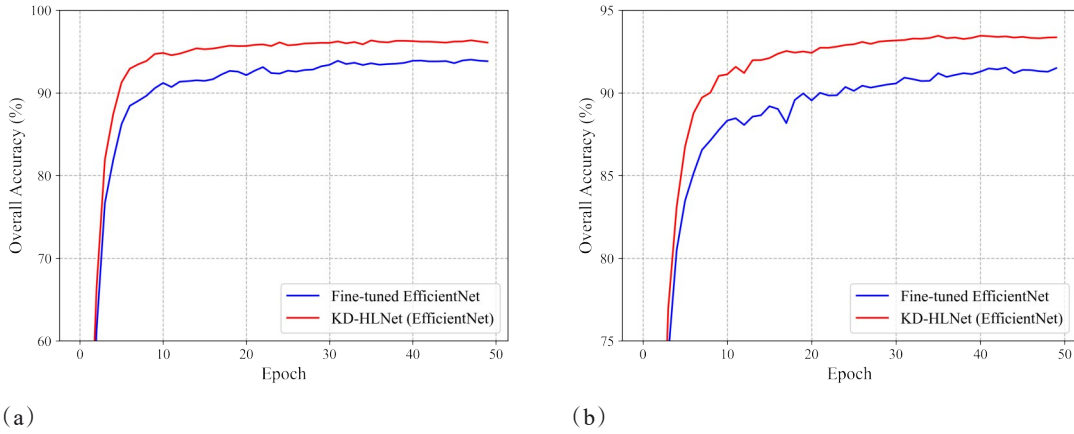 100
90
80
70
60
Overall Accuracy (%)
0 10 20 30 40 50
Epoch
Fine-tuned EfficientNet
KD-HLNet (EfficientNet)
(a)
95
90
85
80
75
Overall Accuracy (%)
0 10 20 30 40 50
Epoch
Fine-tuned EfficientNet
KD-HLNet (EfficientNet)
(b)